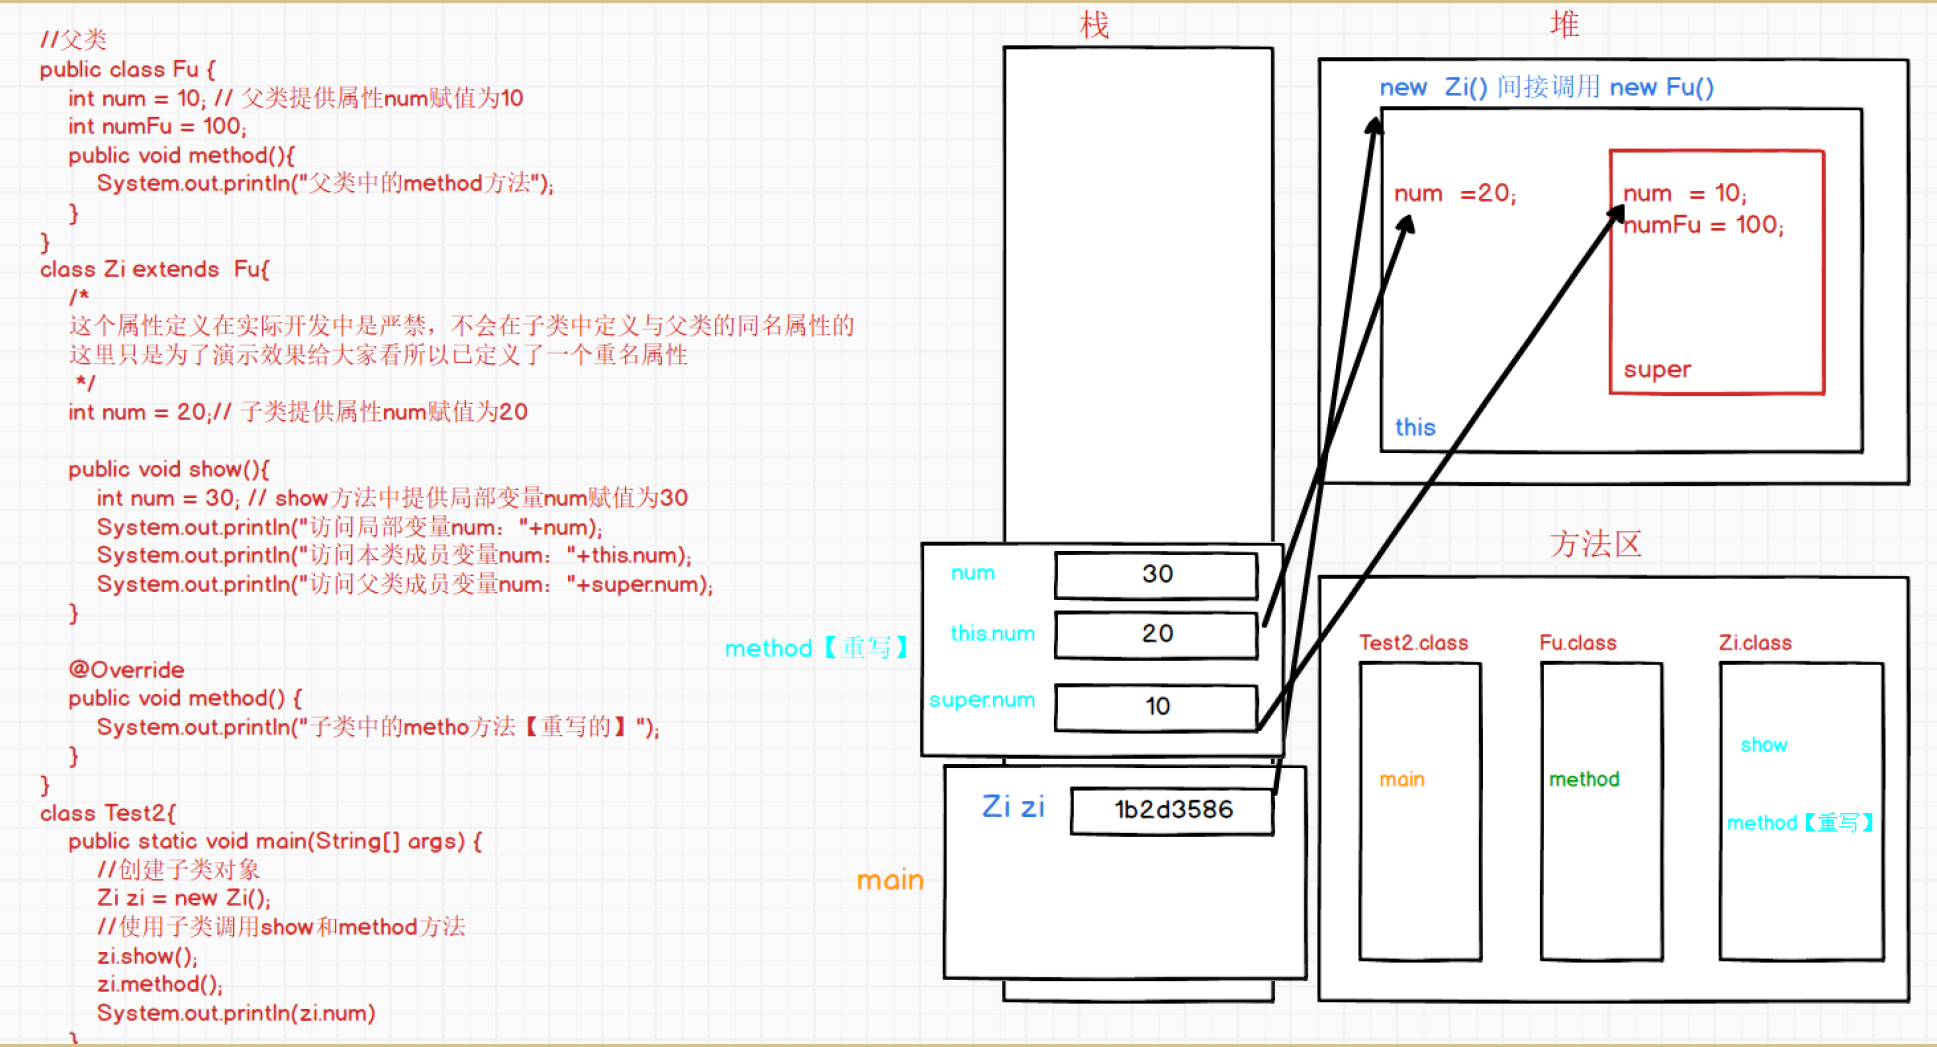 //父类
public class Fu {
int num = 10; // 父类提供属性num赋值为10
int numFu = 100;
public void method(){
System.out.println("父类中的method方法");
}
}
class Zi extends  Fu{
/*
这个属性定义在实际开发中是严禁，不会在子类中定义与父类的同名属性的
这里只是为了演示效果给大家看所以已定义了一个重名属性
*/
int num = 20;// 子类提供属性num赋值为20
public void show(){
int num = 30; // show方法中提供局部变量num赋值为30
System.out.println("访问局部变量num："+num);
System.out.println("访问本类成员变量num："+this.num);
System.out.println("访问父类成员变量num："+super.num);
}
@Override
public void method() {
System.out.println("子类中的metho方法【重写的】");
}
}
class Test2{
public static void main(String[] args) {
//创建子类对象
Zi zi = new Zi();
//使用子类调用show和method方法
zi.show();
zi.method();
System.out.println(zi.num)
}
栈
num 30
this.num 20
method【重写】
super.num 10
Zi zi 1b2d3586
main
堆
new  Zi() 间接调用 new Fu()
num  =20;
num  = 10;
numFu = 100;
super
this
方法区
Test2.class
main
Fu.class
method
Zi.class
show
method【重写】